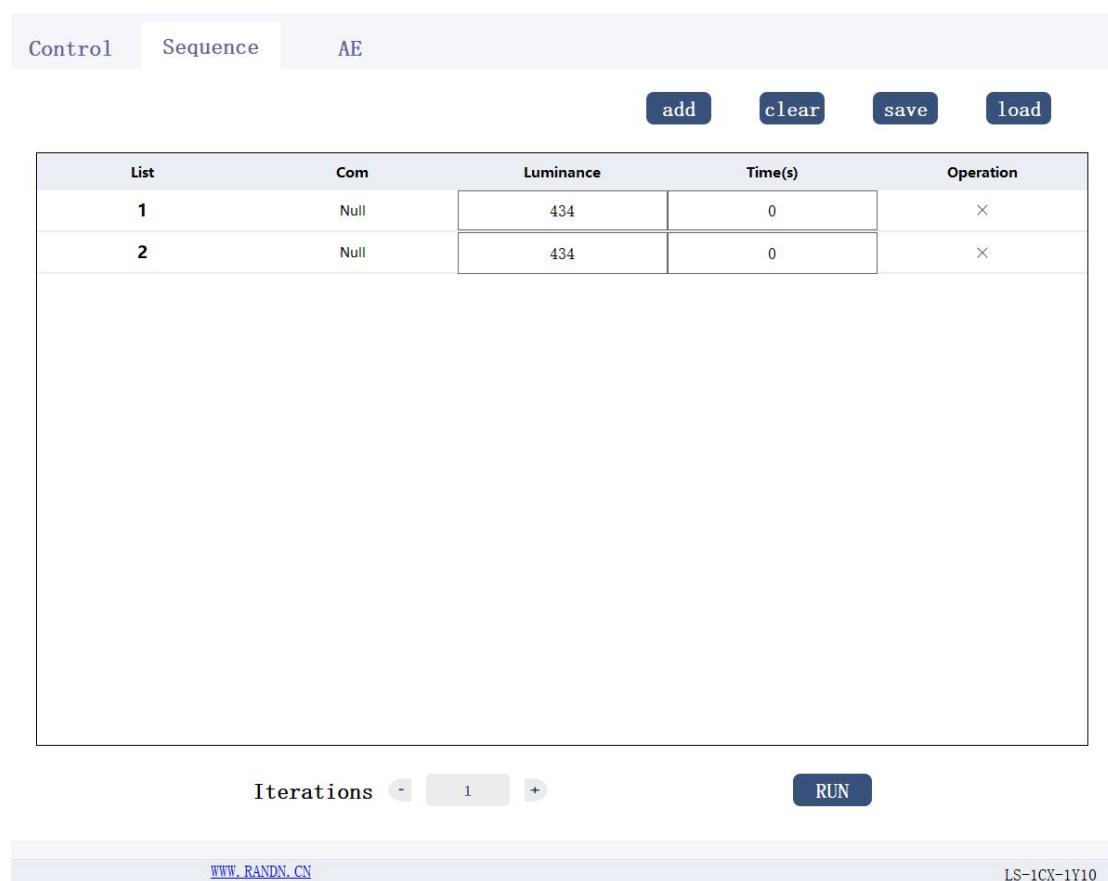 Control Sequence AE
add clear save load
List Com Luminance Time(s) Operation
1 Null 434 0 ×
2 Null 434 0 ×
Iterations - 1 + RUN
WWW.RANDN.CN LS-1CX-1Y10